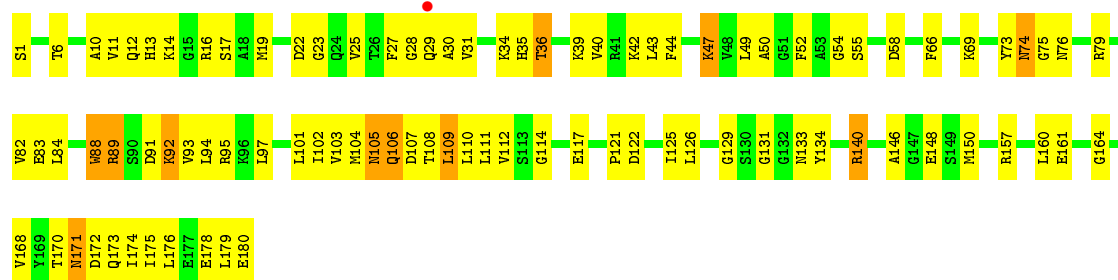 S1 T6 A10 V11 Q12 H13 K14 G15 R16 S17 A18 M19 D22 G23 Q24 V25 T26 F27 G28 Q29 A30 V31 K34 H35 T36 K39 V40 R41 K42 L43 F44 K47 V48 L49 A50 G51 F52 A53 G54 S55 D58 F66 K69 Y73 N74 G75 N76 R79
V82 E83 L84 W88 R89 S90 D91 K92 V93 L94 R95 K96 L97 L101 I102 V103 M104 N105 Q106 D107 T108 L109 L110 L111 V112 S113 G114 E117 P121 D122 I125 L126 G129 S130 G131 G132 N133 Y134 R140 A146 G147 E148 S149 M150 R157 L160 E161 G164
V168 Y169 T170 N171 D172 Q173 I174 I175 L176 E177 E178 L179 E180